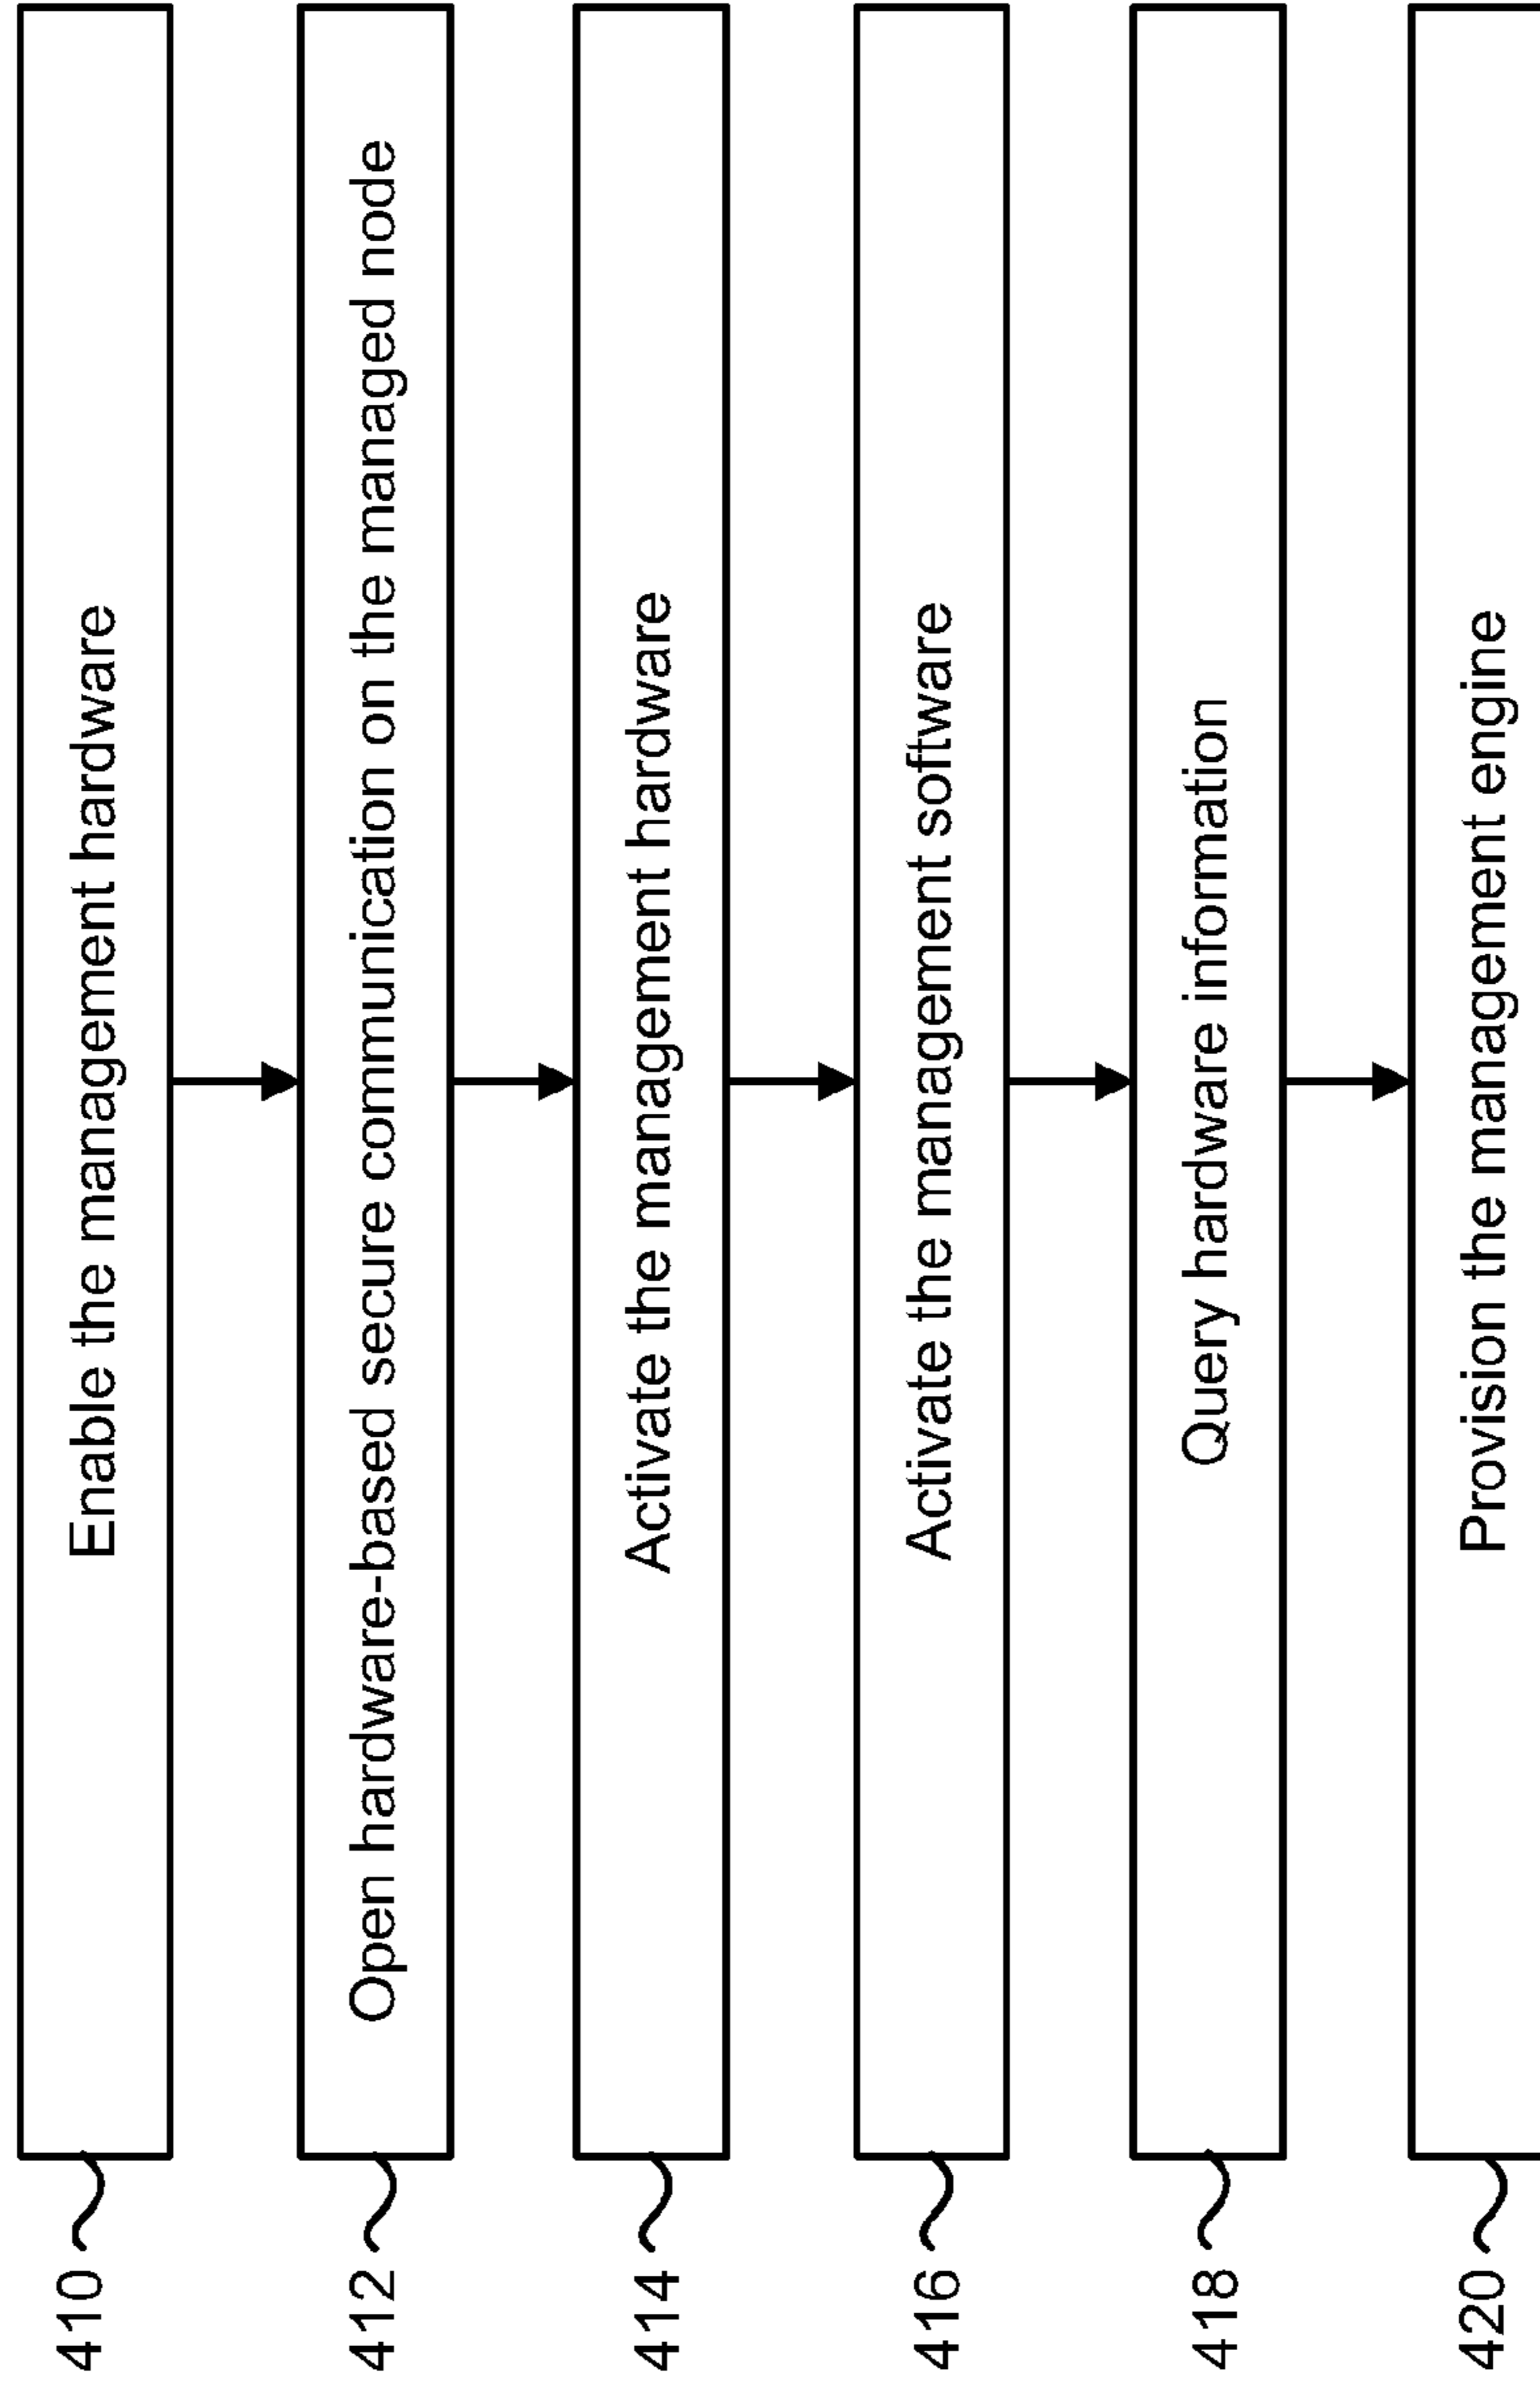 410
Enable the management hardware
412
Open hardware-based secure communication on the managed node
414
Activate the management hardware
416
Activate the management software
418
Query hardware information
420
Provision the management engine